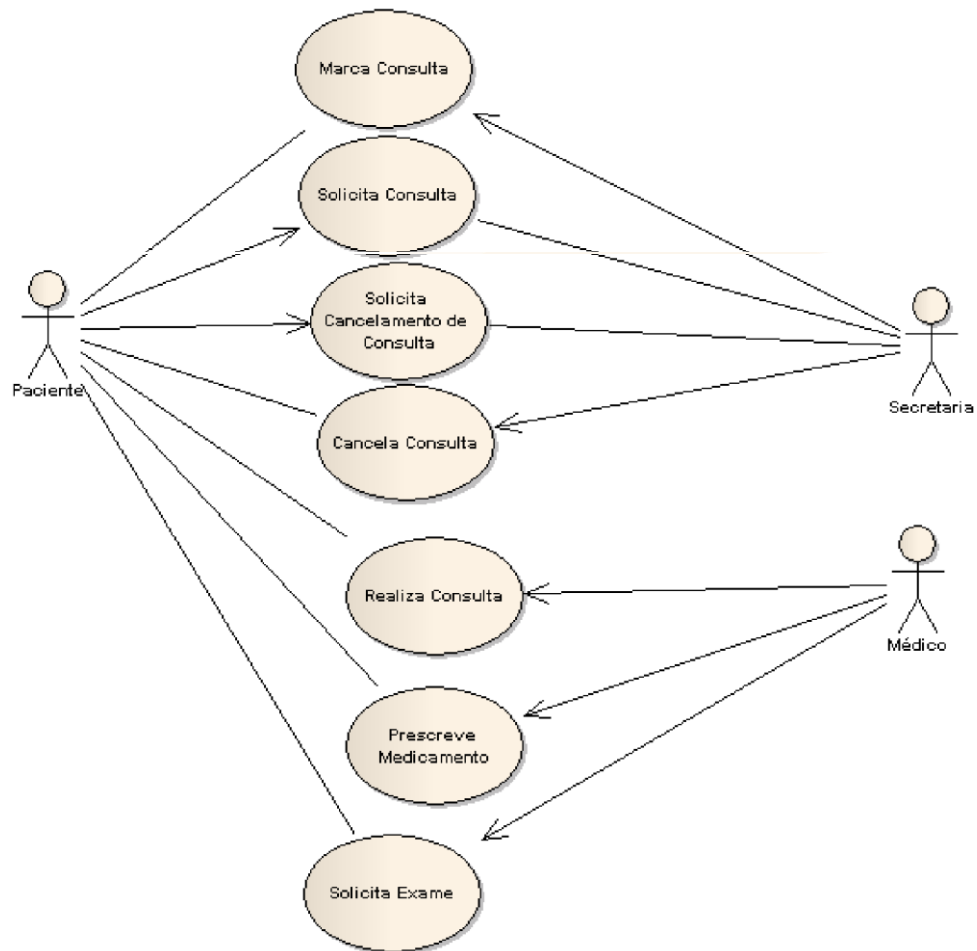 Marca Consulta
Solicita Consulta
Solicita
Cancelamento de
Consulta
Paciente
Secretaria
Cancela Consulta
Realiza Consulta
Médico
Prescreve
Medicamento
Solicita Exame